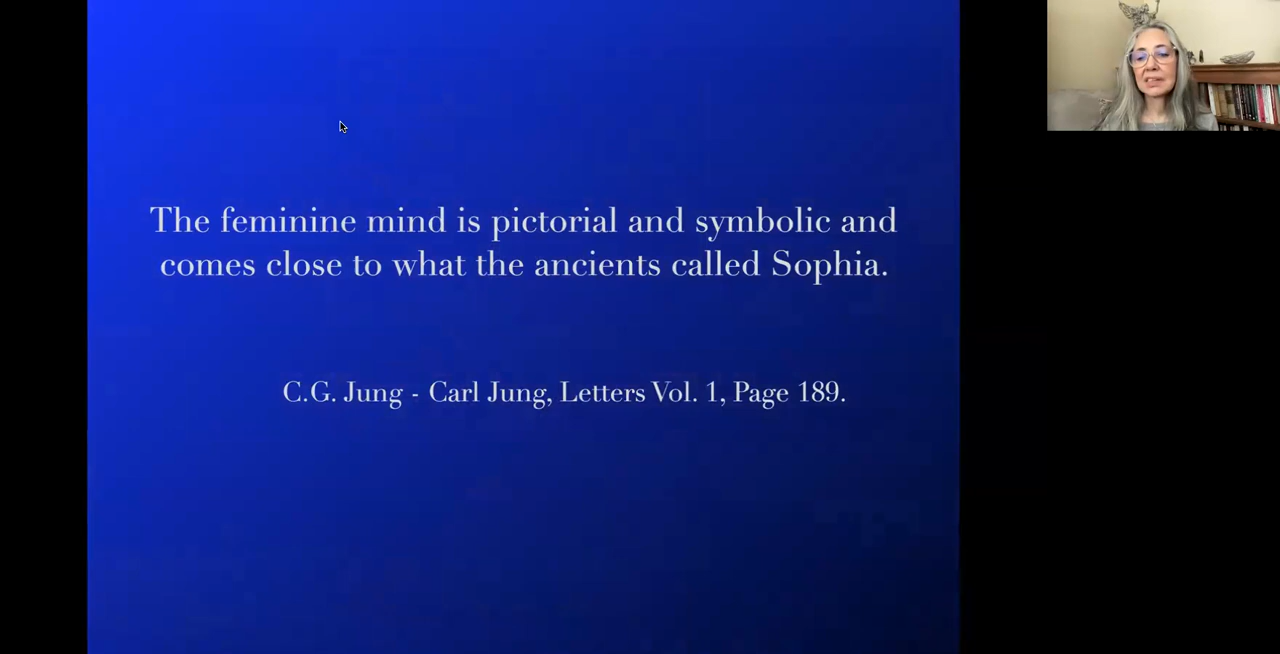 The feminine mind is pictorial and symbolic and
comes close to what the ancients called Sophia.
C.G. Jung - Carl Jung, Letters Vol. 1, Page 189.